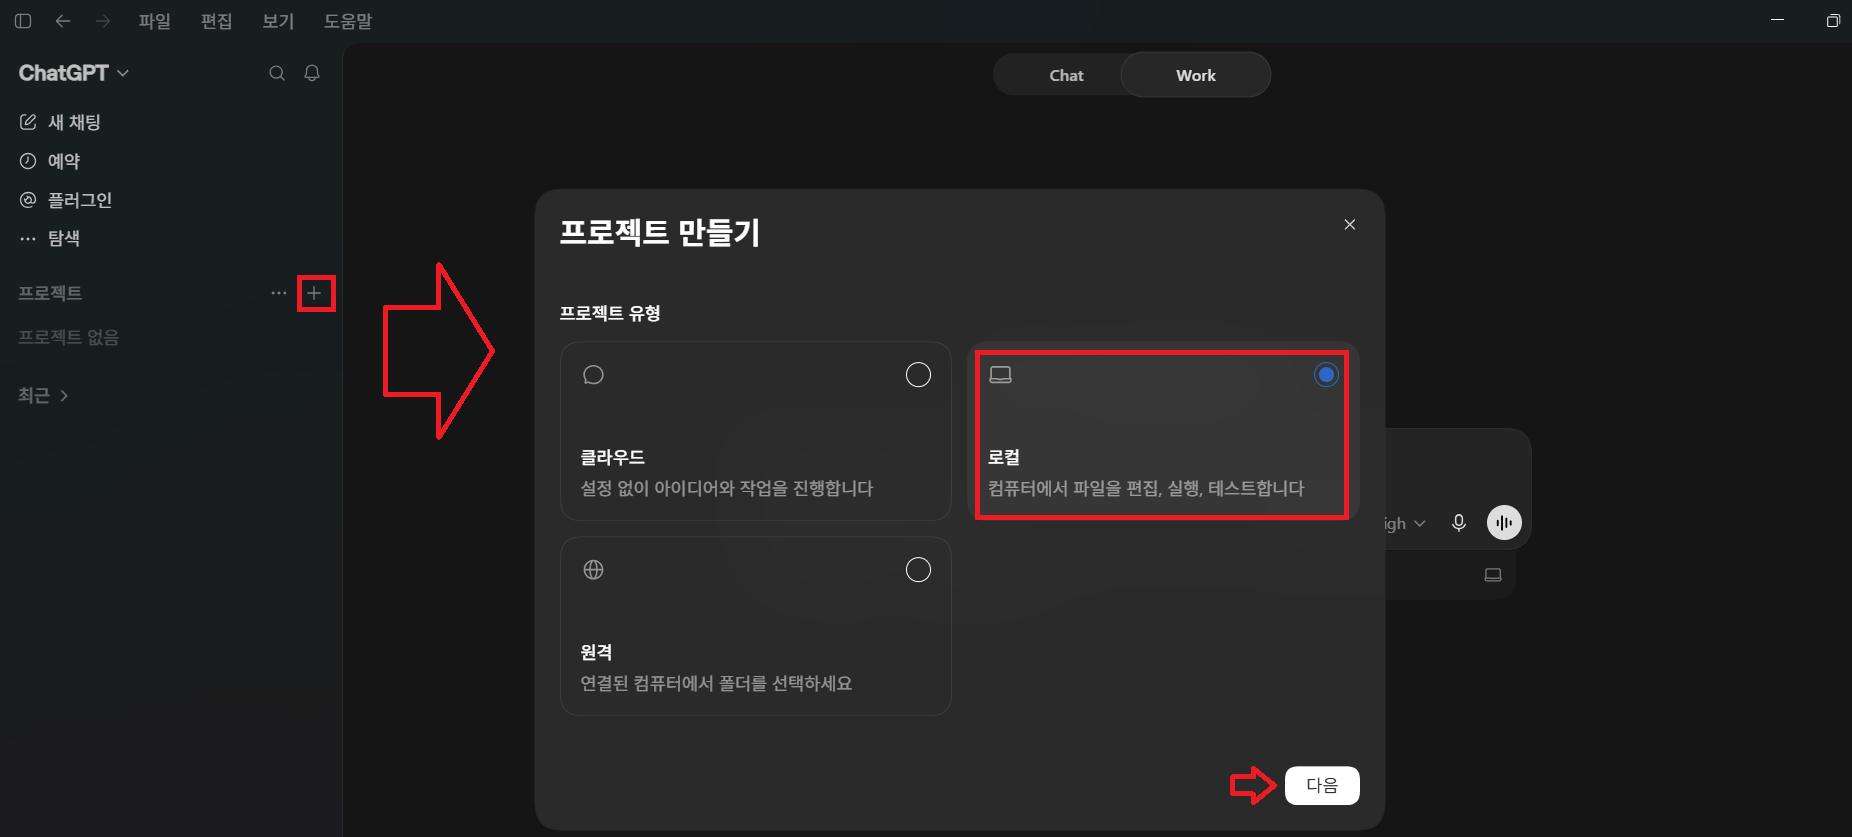 파일 편집 보기 도움말
ChatGPT
Chat Work
새 채팅
예약
플러그인
탐색
프로젝트
프로젝트 없음
최근
프로젝트 만들기
프로젝트 유형
클라우드
설정 없이 아이디어와 작업을 진행합니다
로컬
컴퓨터에서 파일을 편집, 실행, 테스트합니다
igh
원격
연결된 컴퓨터에서 폴더를 선택하세요
다음